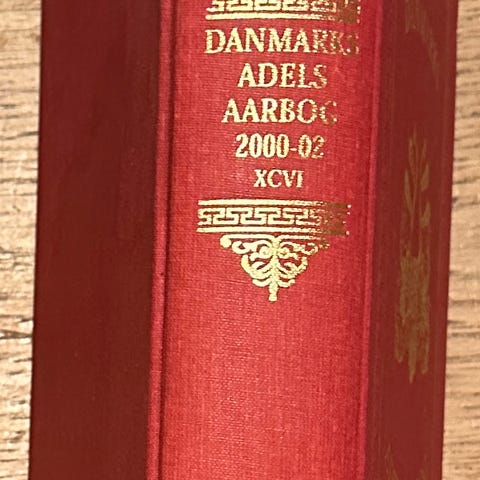 DANMARKS
ADELS
AARBOG
2000-02
XCVI